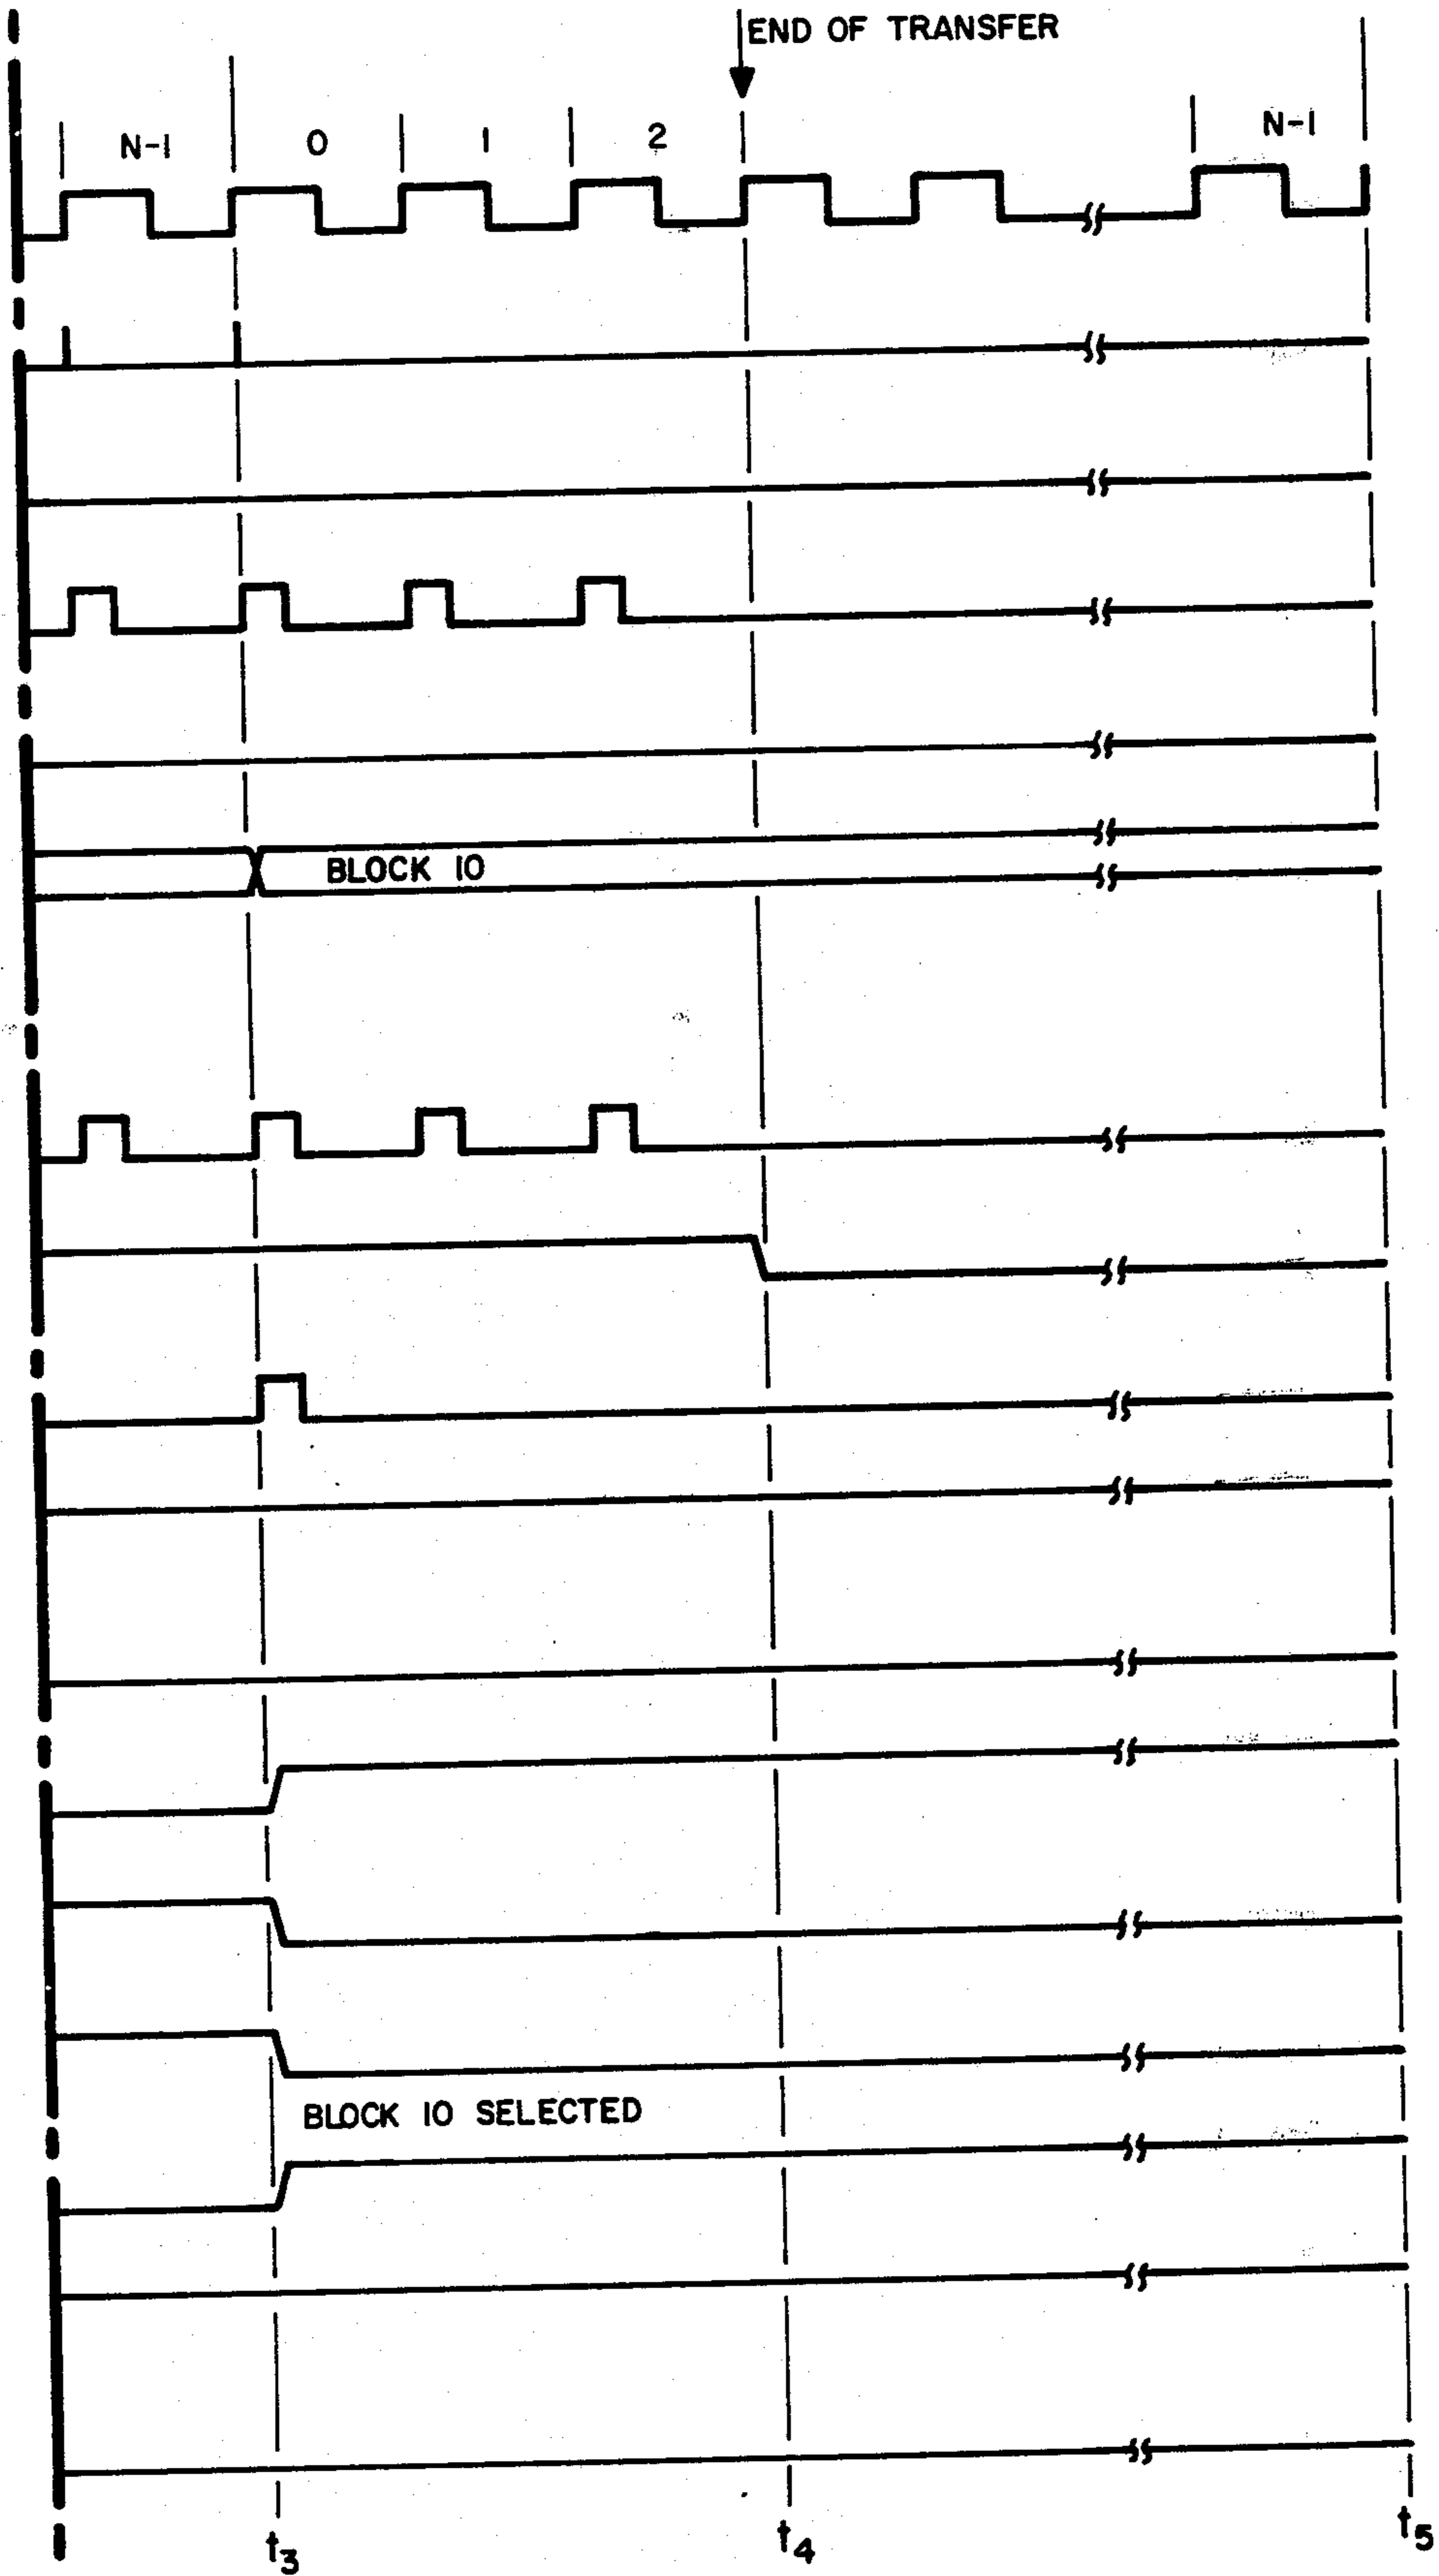 END OF TRANSFER
N-1 0 1 2 N-1
BLOCK 10
BLOCK 10 SELECTED
t3 t4 t5